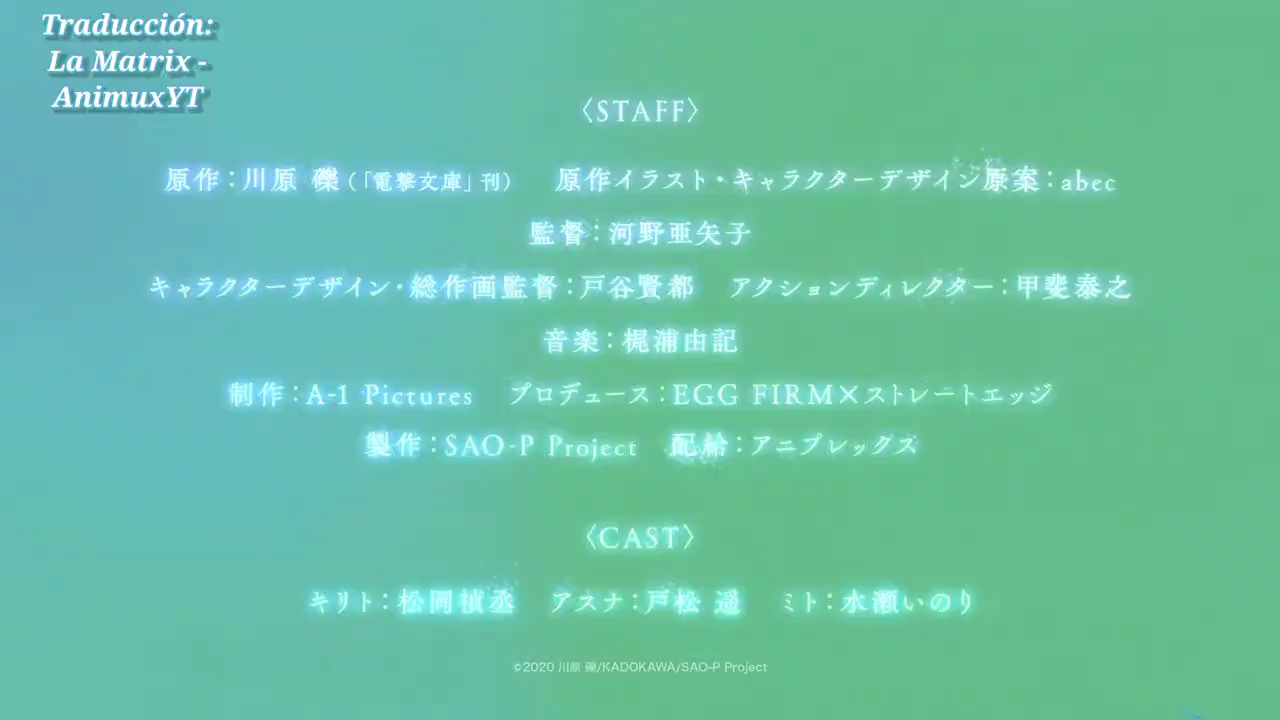 Traducción:
La Matrix -
AnimuxYT
〈STAFF〉
原作：川原 礫（「電撃文庫」刊）　原作イラスト・キャラクターデザイン原案：abec
監督：河野亜矢子
キャラクターデザイン・総作画監督：戸谷賢都　アクションディレクター：甲斐泰之
音楽：梶浦由記
制作：A-1 Pictures　プロデュース：EGG FIRM×ストレートエッジ
製作：SAO-P Project　配給：アニプレックス
〈CAST〉
キリト：松岡禎丞　アスナ：戸松 遥　ミト：水瀬いのり
©2020 川原 礫/KADOKAWA/SAO-P Project